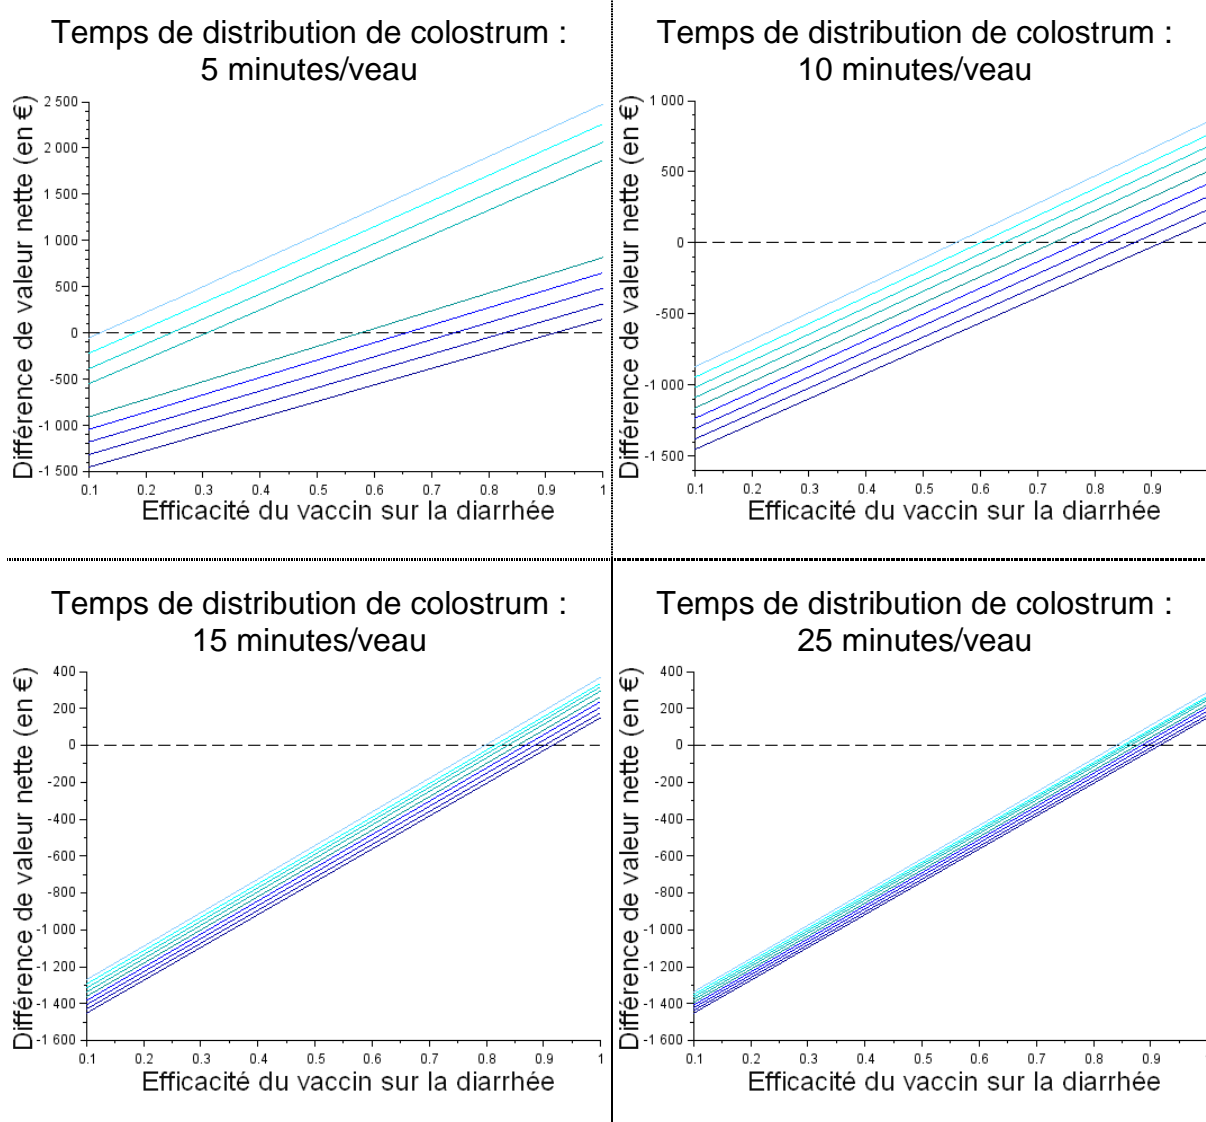 Temps de distribution de colostrum :
5 minutes/veau
Différence de valeur nette (en €)
2 500
2 000
1 500
1 000
500
0
-500
-1 000
-1 500
0.1 0.2 0.3 0.4 0.5 0.6 0.7 0.8 0.9 1
Efficacité du vaccin sur la diarrhée
Temps de distribution de colostrum :
10 minutes/veau
Différence de valeur nette (en €)
1 000
500
0
-500
-1 000
-1 500
0.1 0.2 0.3 0.4 0.5 0.6 0.7 0.8 0.9
Efficacité du vaccin sur la diarrhée
Temps de distribution de colostrum :
15 minutes/veau
Différence de valeur nette (en €)
400
200
0
-200
-400
-600
-800
-1 000
-1 200
-1 400
-1 600
0.1 0.2 0.3 0.4 0.5 0.6 0.7 0.8 0.9 1
Efficacité du vaccin sur la diarrhée
Temps de distribution de colostrum :
25 minutes/veau
Différence de valeur nette (en €)
400
200
0
-200
-400
-600
-800
-1 000
-1 200
-1 400
-1 600
0.1 0.2 0.3 0.4 0.5 0.6 0.7 0.8 0.9
Efficacité du vaccin sur la diarrhée